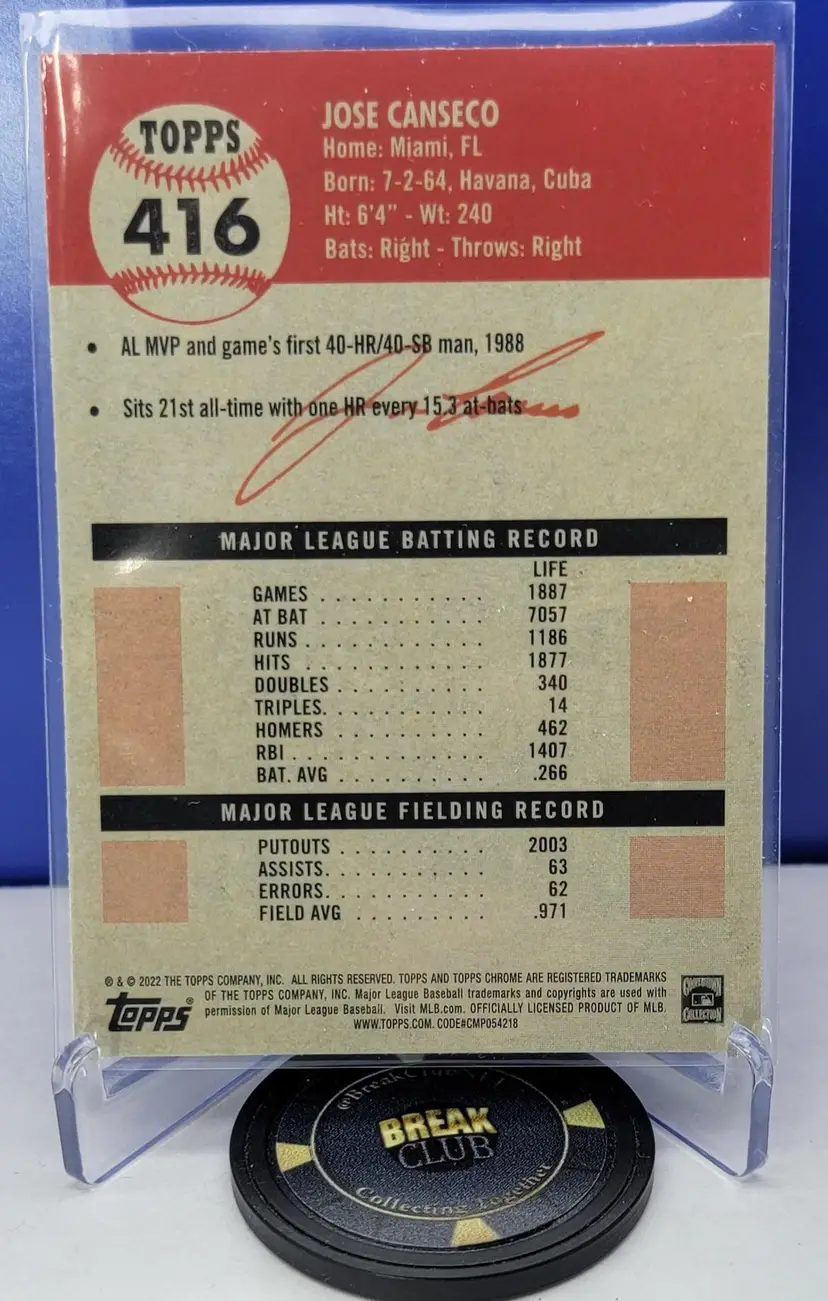 TOPPS
416
JOSE CANSECO
Home: Miami, FL
Born: 7-2-64, Havana, Cuba
Ht: 6'4" - Wt: 240
Bats: Right - Throws: Right
• AL MVP and game's first 40-HR/40-SB man, 1988
• Sits 21st all-time with one HR every 15.3 at-bats
MAJOR LEAGUE BATTING RECORD
LIFE
GAMES . . . . . . . . . . . 1887
AT BAT . . . . . . . . . . . 7057
RUNS . . . . . . . . . . . 1186
HITS . . . . . . . . . . . 1877
DOUBLES . . . . . . . . . . 340
TRIPLES. . . . . . . . . . . 14
HOMERS . . . . . . . . . . 462
RBI . . . . . . . . . . . . 1407
BAT. AVG . . . . . . . . . . .266
MAJOR LEAGUE FIELDING RECORD
PUTOUTS . . . . . . . . . . 2003
ASSISTS. . . . . . . . . . . 63
ERRORS. . . . . . . . . . . 62
FIELD AVG . . . . . . . . . .971
® & © 2022 THE TOPPS COMPANY, INC. ALL RIGHTS RESERVED. TOPPS AND TOPPS CHROME ARE REGISTERED TRADEMARKS
OF THE TOPPS COMPANY, INC. Major League Baseball trademarks and copyrights are used with
permission of Major League Baseball. Visit MLB.com. OFFICIALLY LICENSED PRODUCT OF MLB.
WWW.TOPPS.COM. CODE#CMP054218
Topps®
COOPERSTOWN
COLLECTION
BREAK
CLUB
Collecting Together